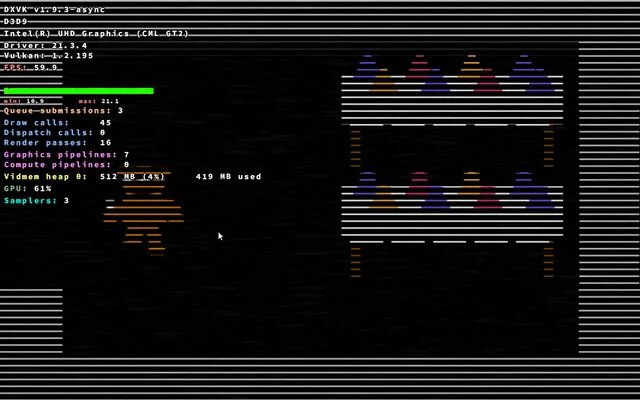 DXVK v1.9.3-async
D3D9
Intel(R) UHD Graphics (CML GT2)
Driver: 21.3.4
Vulkan: 1.2.195
FPS: 59.9
min: 10.9 max: 21.1
Queue submissions: 3
Draw calls: 45
Dispatch calls: 0
Render passes: 16
Graphics pipelines: 7
Compute pipelines: 0
Vidmem heap 0: 512 MB (4%) 419 MB used
GPU: 61%
Samplers: 3